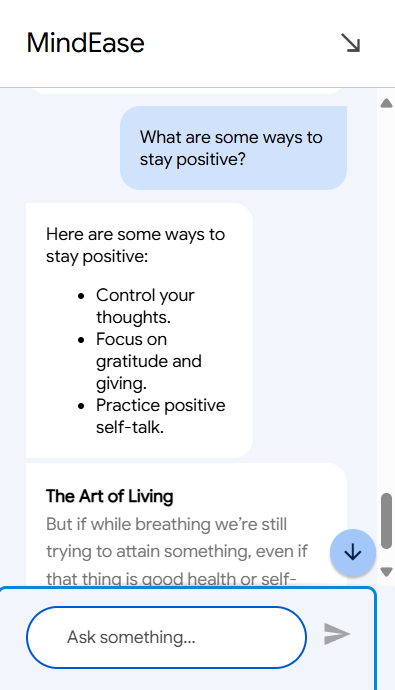 MindEase
What are some ways to
stay positive?
Here are some ways to
stay positive:
• Control your
thoughts.
• Focus on
gratitude and
giving.
• Practice positive
self-talk.
The Art of Living
But if while breathing we’re still
trying to attain something, even if
that thing is good health or self-
Ask something...